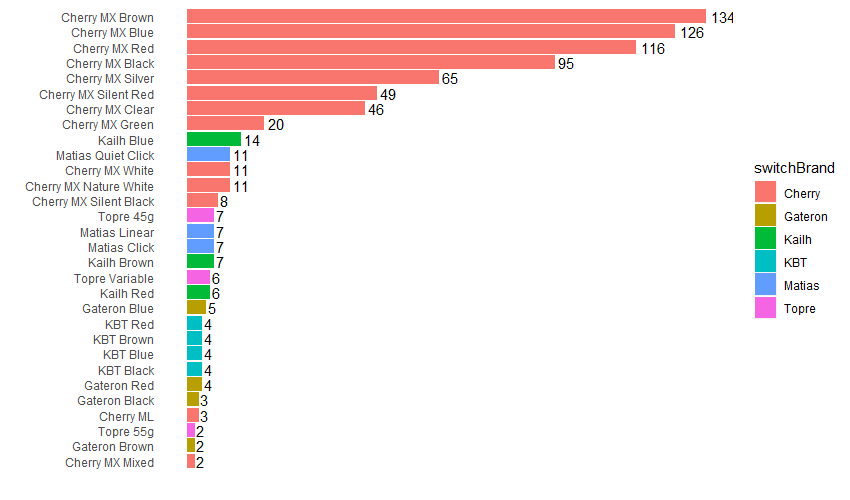 Cherry MX Brown 134
Cherry MX Blue 126
Cherry MX Red 116
Cherry MX Black 95
Cherry MX Silver 65
Cherry MX Silent Red 49
Cherry MX Clear 46
Cherry MX Green 20
Kailh Blue 14
Matias Quiet Click 11
Cherry MX White 11
Cherry MX Nature White 11
Cherry MX Silent Black 8
Topre 45g 7
Matias Linear 7
Matias Click 7
Kailh Brown 7
Topre Variable 6
Kailh Red 6
Gateron Blue 5
KBT Red 4
KBT Brown 4
KBT Blue 4
KBT Black 4
Gateron Red 4
Gateron Black 3
Cherry ML 3
Topre 55g 2
Gateron Brown 2
Cherry MX Mixed 2
switchBrand
Cherry
Gateron
Kailh
KBT
Matias
Topre